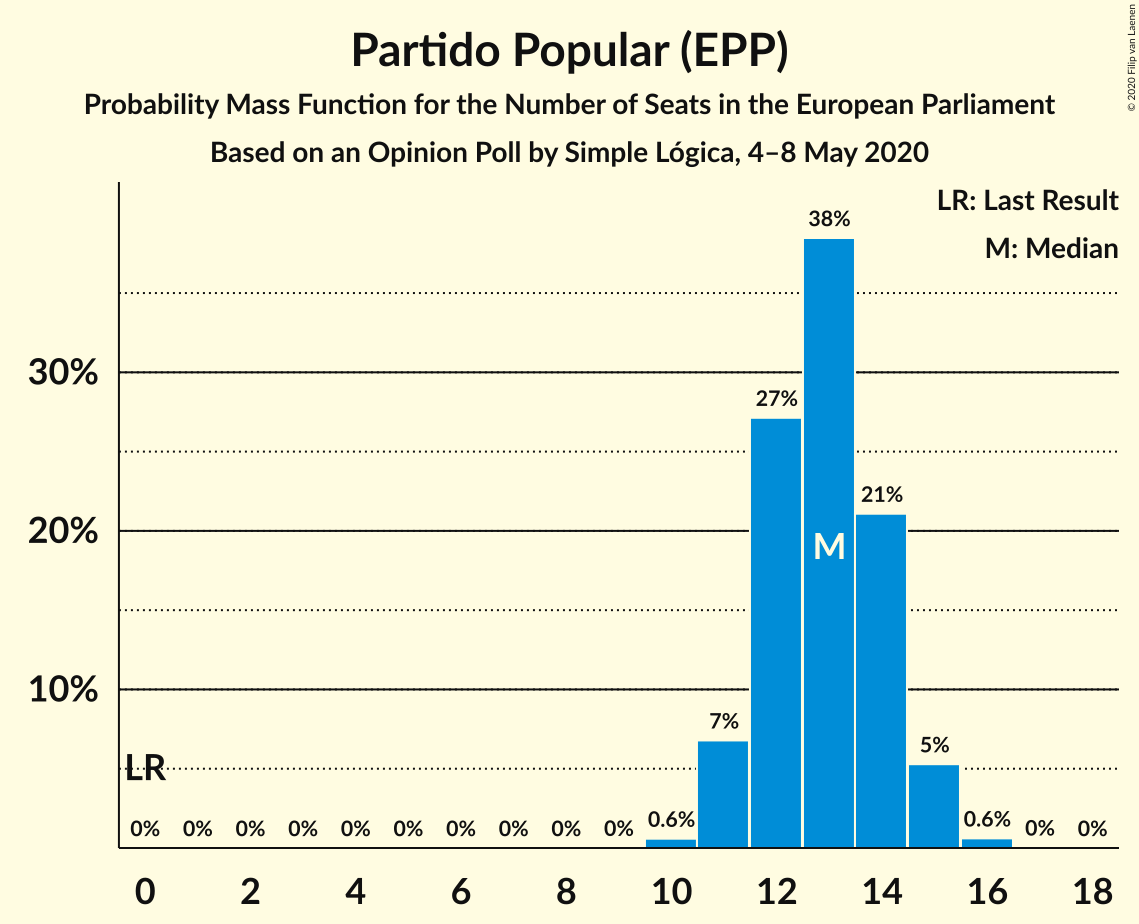 Partido Popular (EPP)
Probability Mass Function for the Number of Seats in the European Parliament
Based on an Opinion Poll by Simple Lógica, 4–8 May 2020
© 2020 Filip van Laenen
LR: Last Result
M: Median
38%
30%
27%
21%
20%
M
10%
7%
5%
LR
0% 0% 0% 0% 0% 0% 0% 0% 0% 0% 0.6% 0.6% 0% 0%
0 2 4 6 8 10 12 14 16 18